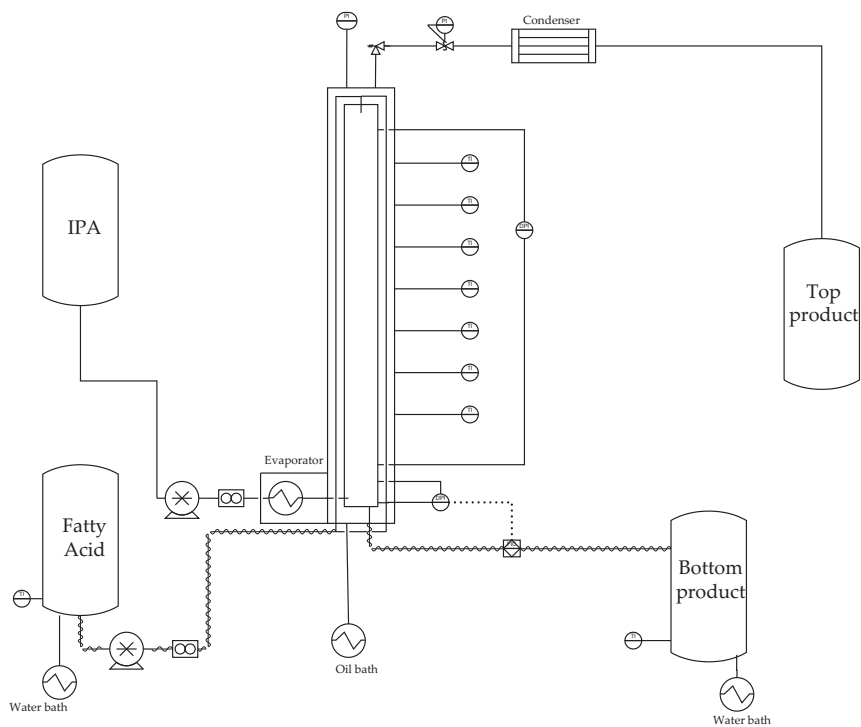 PI
PI
Condenser
TI
IPA
TI
DPI
TI
TI
Top
product
TI
TI
TI
Evaporator
DPI
Fatty
Acid
Bottom
product
TI
TI
Oil bath
Water bath
Water bath